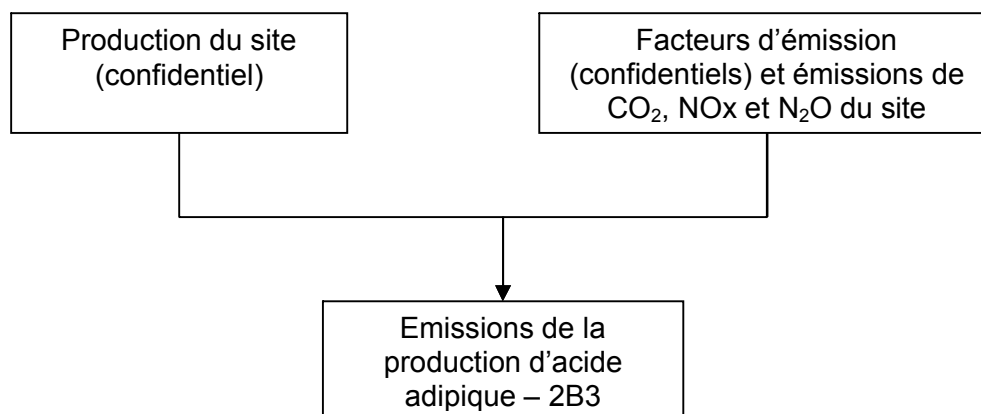 Production du site
(confidentiel)
Facteurs d’émission
(confidentiels) et émissions de
CO₂, NOx et N₂O du site
Emissions de la
production d’acide
adipique – 2B3